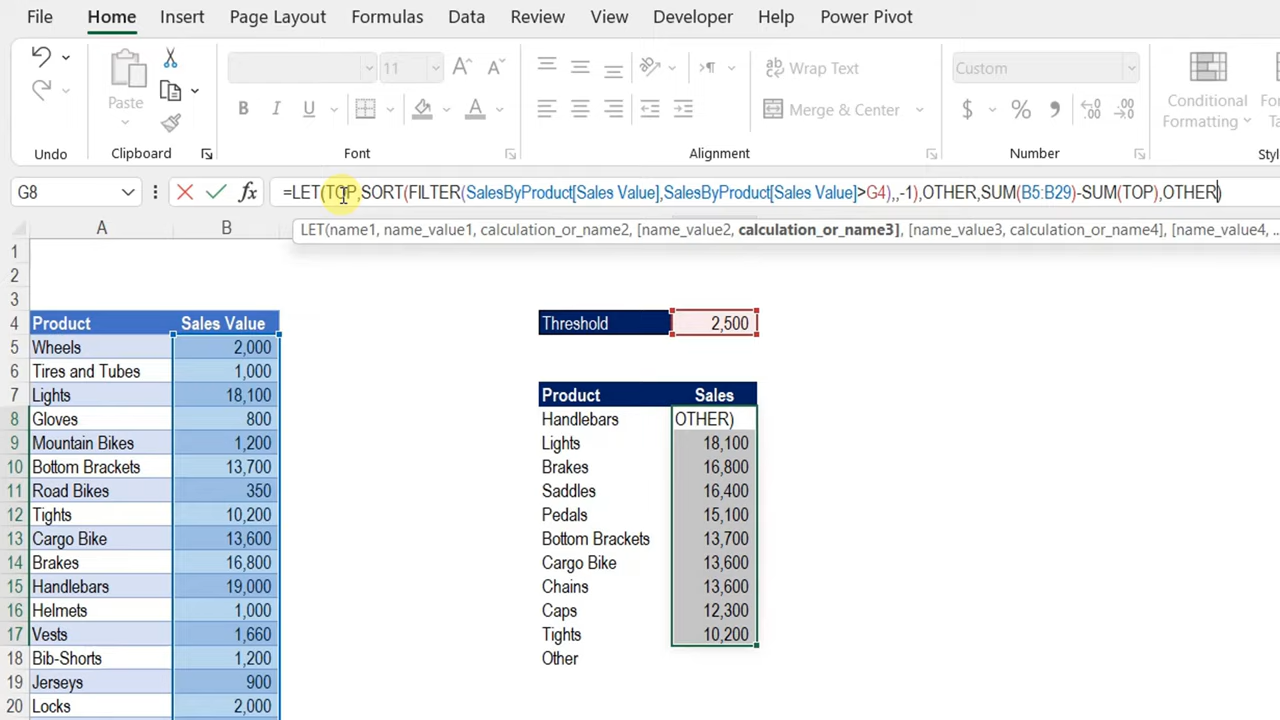 File Home Insert Page Layout Formulas Data Review View Developer Help Power Pivot
11 Wrap Text Custom
Paste Merge & Center Conditional
Formatting
Undo Clipboard Font Alignment Number
G8 fx =LET(TOP,SORT(FILTER(SalesByProduct[Sales Value],SalesByProduct[Sales Value]>G4),,-1),OTHER,SUM(B5:B29)-SUM(TOP),OTHER)
LET(name1, name_value1, calculation_or_name2, [name_value2, calculation_or_name3], [name_value3, calculation_or_name4], [name_value4, ...
A B
1
2
3
4 Product Sales Value Threshold 2,500
5 Wheels 2,000
6 Tires and Tubes 1,000
7 Lights 18,100 Product Sales
8 Gloves 800 Handlebars OTHER)
9 Mountain Bikes 1,200 Lights 18,100
10 Bottom Brackets 13,700 Brakes 16,800
11 Road Bikes 350 Saddles 16,400
12 Tights 10,200 Pedals 15,100
13 Cargo Bike 13,600 Bottom Brackets 13,700
14 Brakes 16,800 Cargo Bike 13,600
15 Handlebars 19,000 Chains 13,600
16 Helmets 1,000 Caps 12,300
17 Vests 1,660 Tights 10,200
18 Bib-Shorts 1,200 Other
19 Jerseys 900
20 Locks 2,000